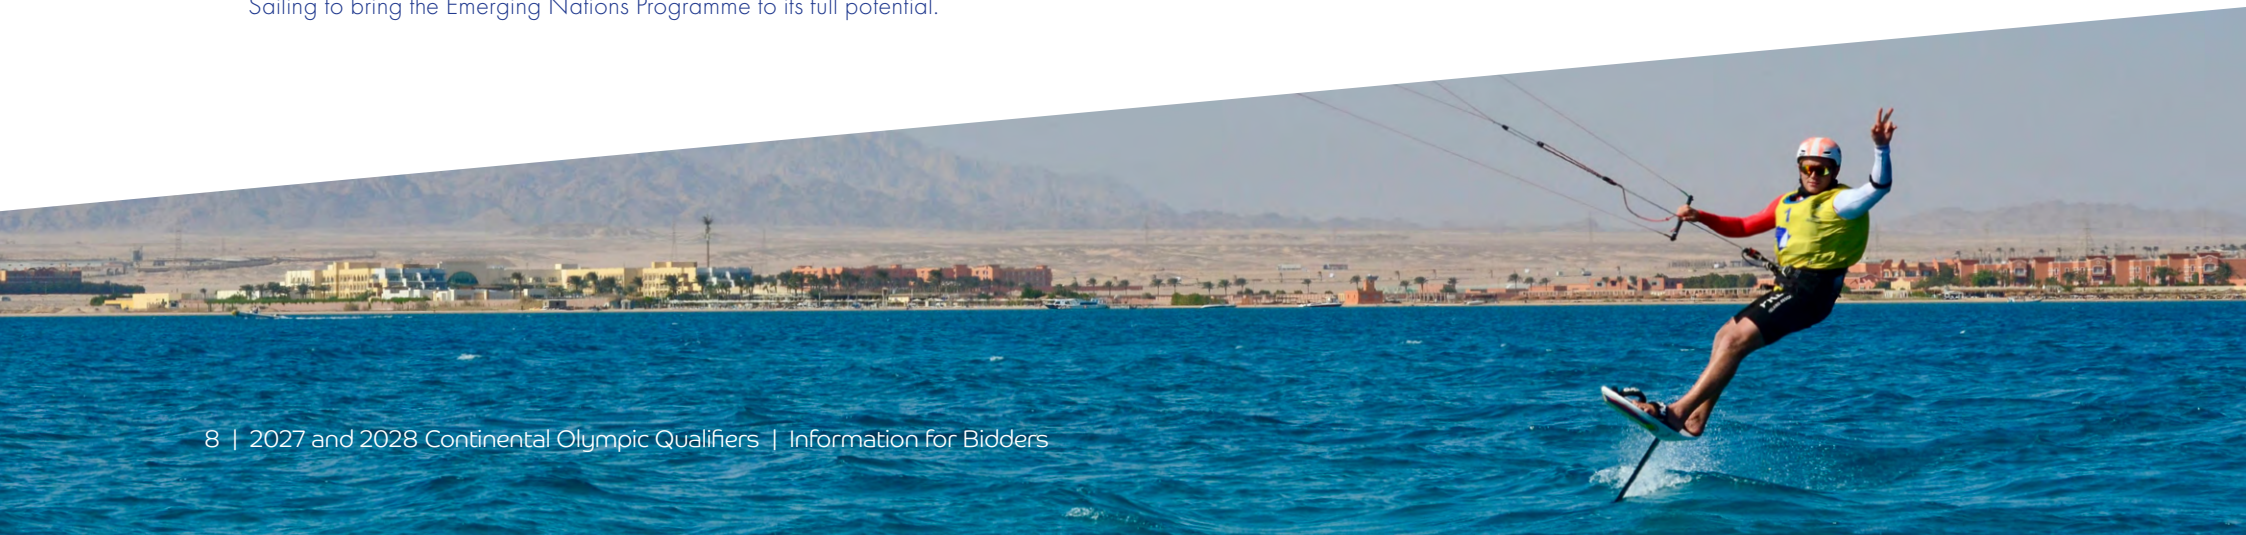 Sailing to bring the Emerging Nations Programme to its full potential.
8 | 2027 and 2028 Continental Olympic Qualifiers | Information for Bidders